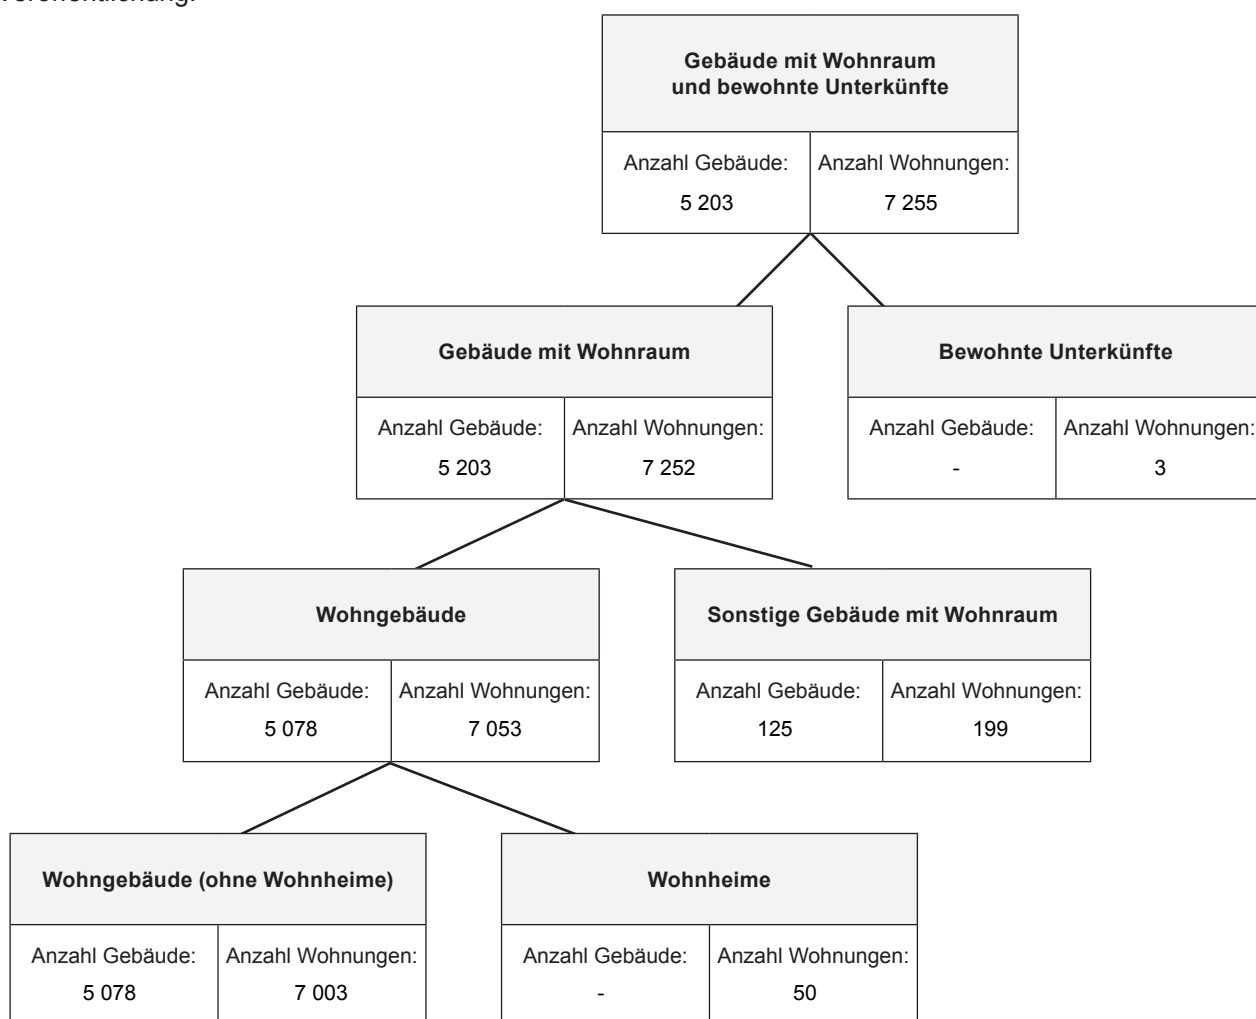 Veröffentlichung.
Gebäude mit Wohnraum
und bewohnte Unterkünfte
Anzahl Gebäude: Anzahl Wohnungen:
5 203 7 255
Gebäude mit Wohnraum Bewohnte Unterkünfte
Anzahl Gebäude: Anzahl Wohnungen: Anzahl Gebäude: Anzahl Wohnungen:
5 203 7 252 - 3
Wohngebäude Sonstige Gebäude mit Wohnraum
Anzahl Gebäude: Anzahl Wohnungen: Anzahl Gebäude: Anzahl Wohnungen:
5 078 7 053 125 199
Wohngebäude (ohne Wohnheime) Wohnheime
Anzahl Gebäude: Anzahl Wohnungen: Anzahl Gebäude: Anzahl Wohnungen:
5 078 7 003 - 50